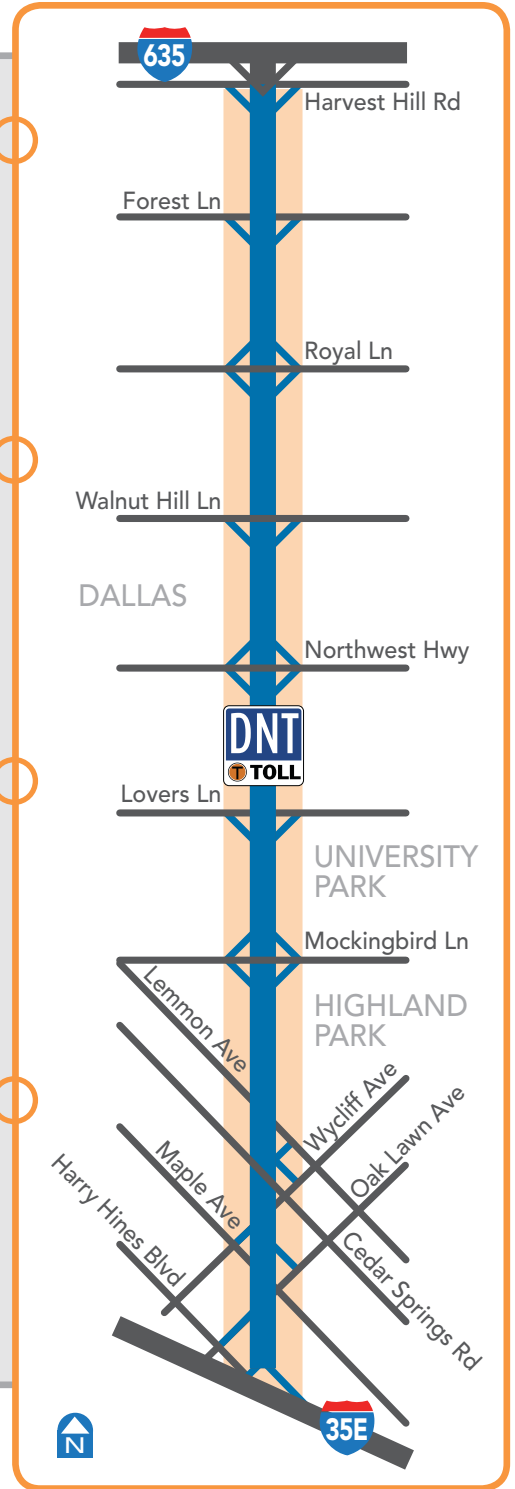 635
Harvest Hill Rd
Forest Ln
Royal Ln
Walnut Hill Ln
DALLAS
Northwest Hwy
DNT
T TOLL
Lovers Ln
UNIVERSITY
PARK
Mockingbird Ln
Lemmon Ave
HIGHLAND
PARK
Wycliff Ave
Oak Lawn Ave
Maple Ave
Harry Hines Blvd
Cedar Springs Rd
35E
N